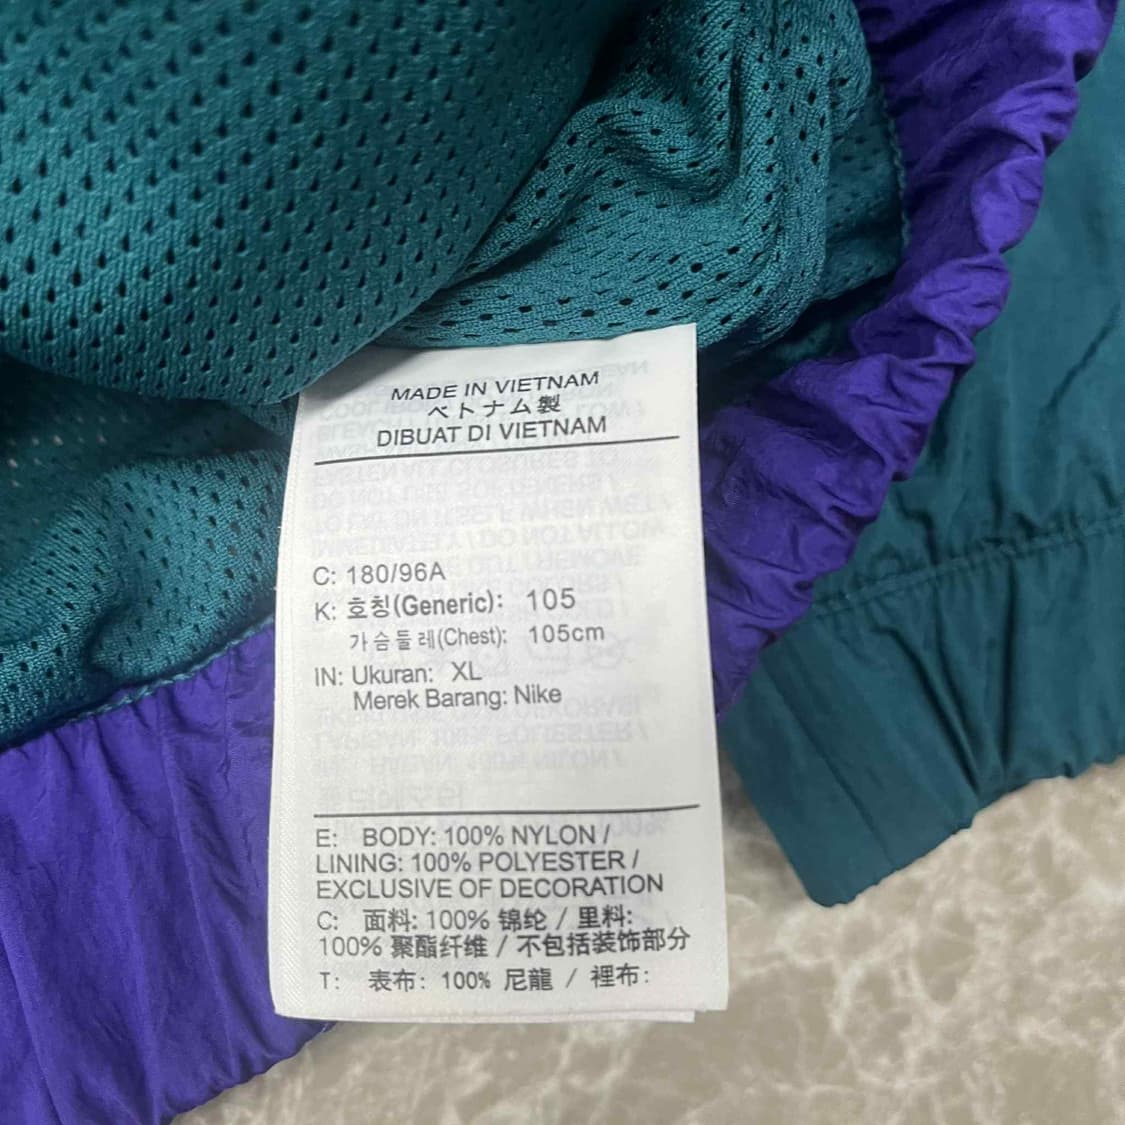 MADE IN VIETNAM
ベトナム製
DIBUAT DI VIETNAM
C: 180/96A
K: 호칭(Generic): 105
가슴둘레(Chest): 105cm
IN: Ukuran: XL
Merek Barang: Nike
E: BODY: 100% NYLON /
LINING: 100% POLYESTER /
EXCLUSIVE OF DECORATION
C: 面料: 100% 锦纶 / 里料:
100% 聚酯纤维 / 不包括装饰部分
T: 表布: 100% 尼龍 / 裡布: